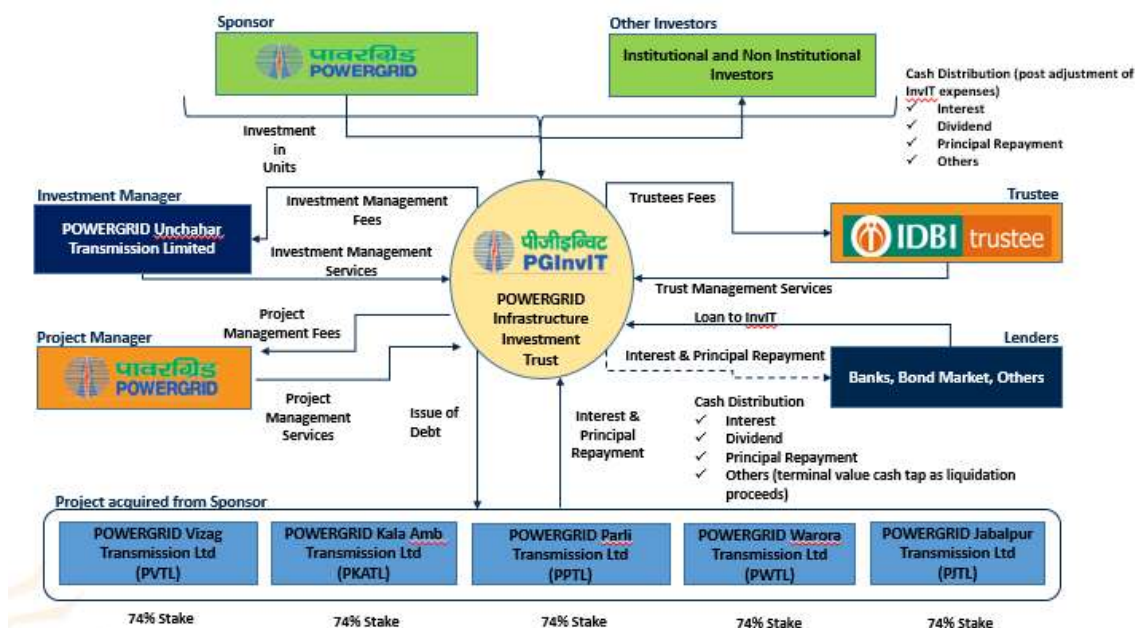 Sponsor
पावरग्रिड
POWERGRID
Other Investors
Institutional and Non Institutional
Investors
Cash Distribution (post adjustment of
InvIT expenses)
✓ Interest
✓ Dividend
✓ Principal Repayment
✓ Others
Investment
in
Units
Investment Manager
POWERGRID Unchahar
Transmission Limited
Investment Management
Fees
Investment Management
Services
पीजीइन्विट
PGInvIT
POWERGRID
Infrastructure
Investment
Trust
Trustees Fees
Trustee
IDBI trustee
Trust Management Services
Loan to InvIT
Lenders
Interest & Principal Repayment
Banks, Bond Market, Others
Project Manager
पावरग्रिड
POWERGRID
Project
Management Fees
Project
Management
Services
Issue of
Debt
Interest &
Principal
Repayment
Cash Distribution
✓ Interest
✓ Dividend
✓ Principal Repayment
✓ Others (terminal value cash tap as liquidation
proceeds)
Project acquired from Sponsor
POWERGRID Vizag
Transmission Ltd
(PVTL)
POWERGRID Kala Amb
Transmission Ltd
(PKATL)
POWERGRID Parli
Transmission Ltd
(PPTL)
POWERGRID Warora
Transmission Ltd
(PWTL)
POWERGRID Jabalpur
Transmission Ltd
(PJTL)
74% Stake
74% Stake
74% Stake
74% Stake
74% Stake